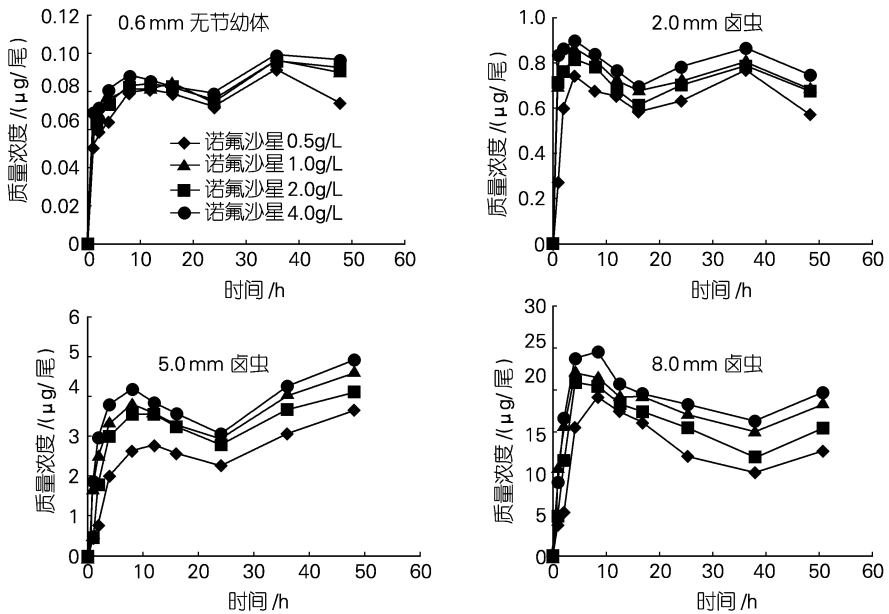 0.6 mm 无节幼体
质量浓度 /(μg/尾)
0.12
0.10
0.08
0.06
0.04
0.02
0
诺氟沙星 0.5g/L
诺氟沙星 1.0g/L
诺氟沙星 2.0g/L
诺氟沙星 4.0g/L
0 10 20 30 40 50 60
时间 /h
2.0 mm 卤虫
质量浓度 /(μg/尾)
1.0
0.8
0.6
0.4
0.2
0
0 10 20 30 40 50 60
时间 /h
5.0 mm 卤虫
质量浓度 /(μg/尾)
6
5
4
3
2
1
0
0 10 20 30 40 50 60
时间 /h
8.0 mm 卤虫
质量浓度 /(μg/尾)
30
25
20
15
10
5
0
0 10 20 30 40 50 60
时间 /h